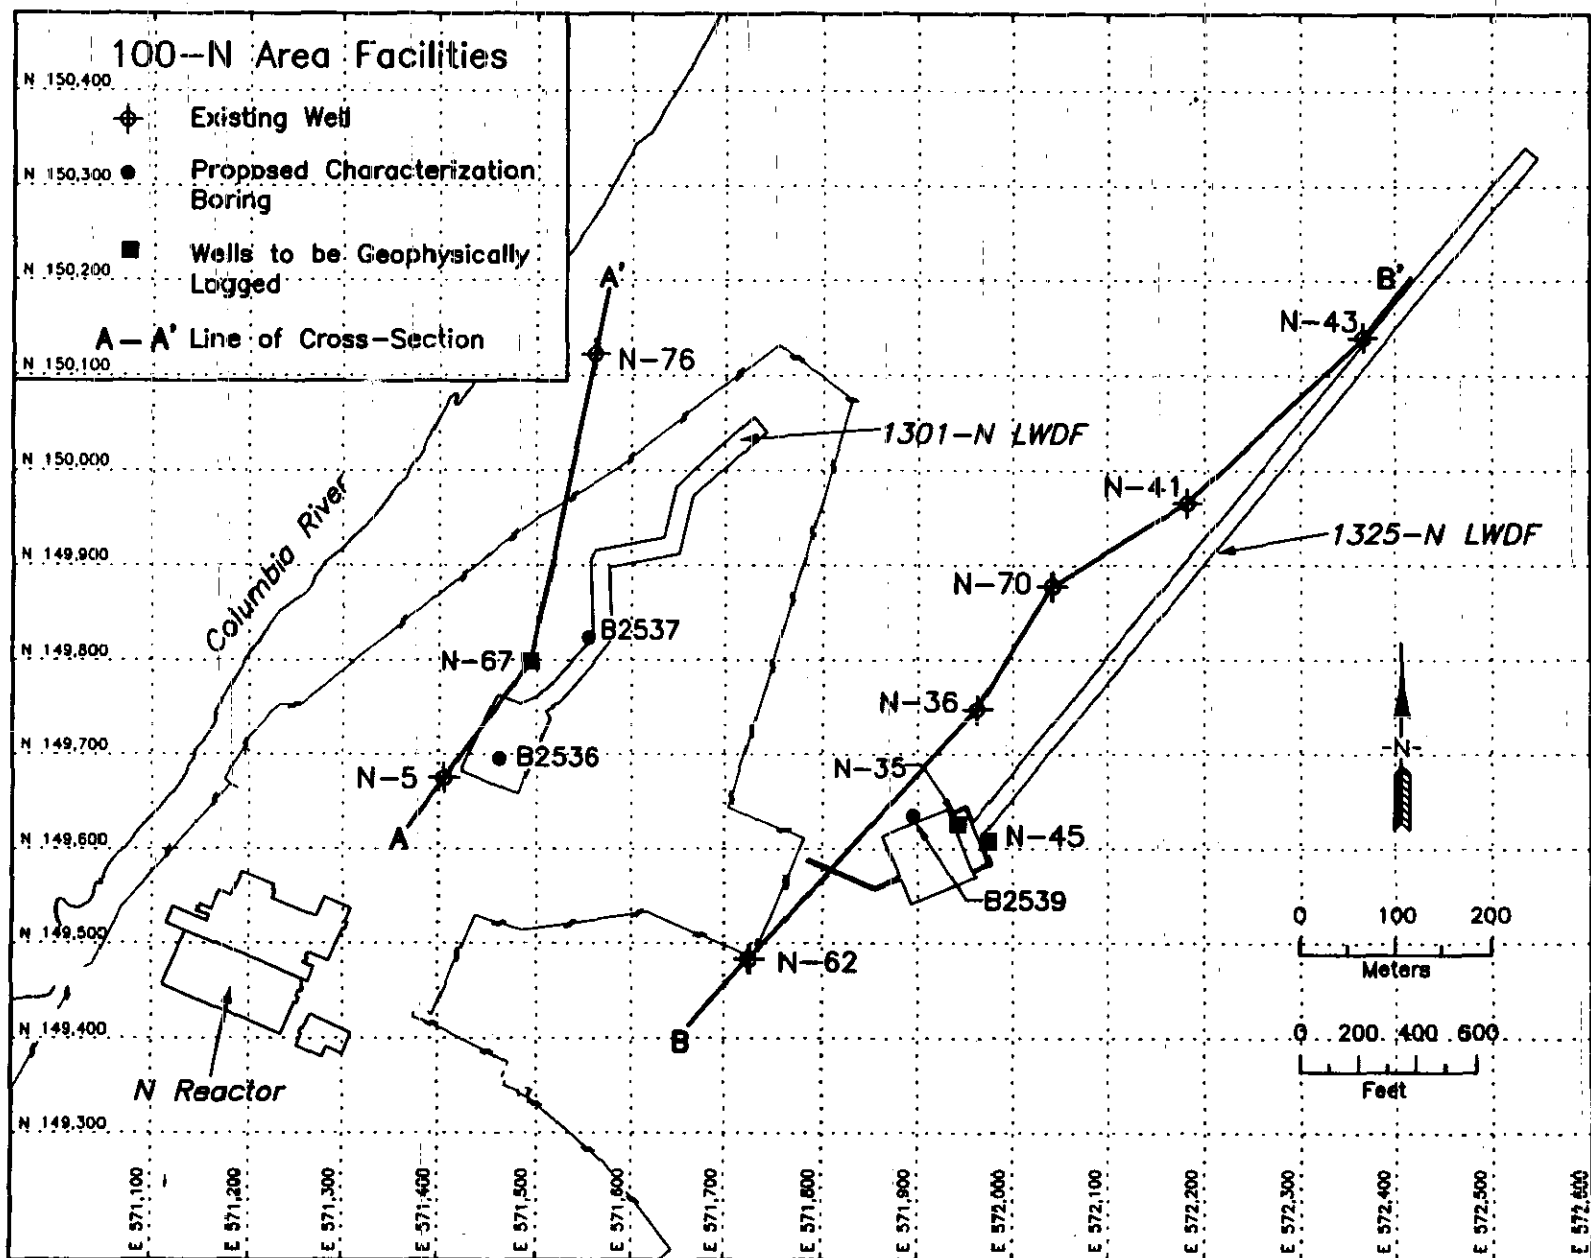 100-N Area Facilities
Existing Well
Proposed Characterization
Boring
Wells to be Geophysically
Logged
A-A' Line of Cross-Section
N 150,400
N 150,300
N 150,200
N 150,100
N 150,000
N 149,900
N 149,800
N 149,700
N 149,600
N 149,500
N 149,400
N 149,300
A'
N-76
B'
N-43
1301-N LWDF
N-41
1325-N LWDF
Columbia River
N-70
B2537
N-67
N-36
B2536
N-35
N-5
-N-
A
N-45
B2539
N-62
B
N Reactor
0 100 200
Meters
0 200 400 600
Feet
E 571,100
E 571,200
E 571,300
E 571,400
E 571,500
E 571,600
E 571,700
E 571,800
E 571,900
E 572,000
E 572,100
E 572,200
E 572,300
E 572,400
E 572,500
E 572,600